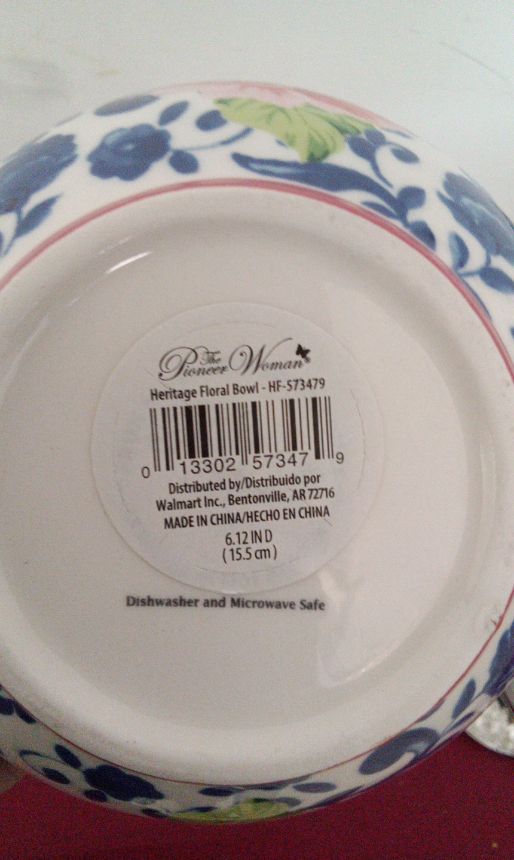 The Pioneer Woman®
Heritage Floral Bowl - HF-573479
0 13302 57347 9
Distributed by/Distribuido por
Walmart Inc., Bentonville, AR 72716
MADE IN CHINA/HECHO EN CHINA
6.12 IN D
( 15.5 cm )
Dishwasher and Microwave Safe